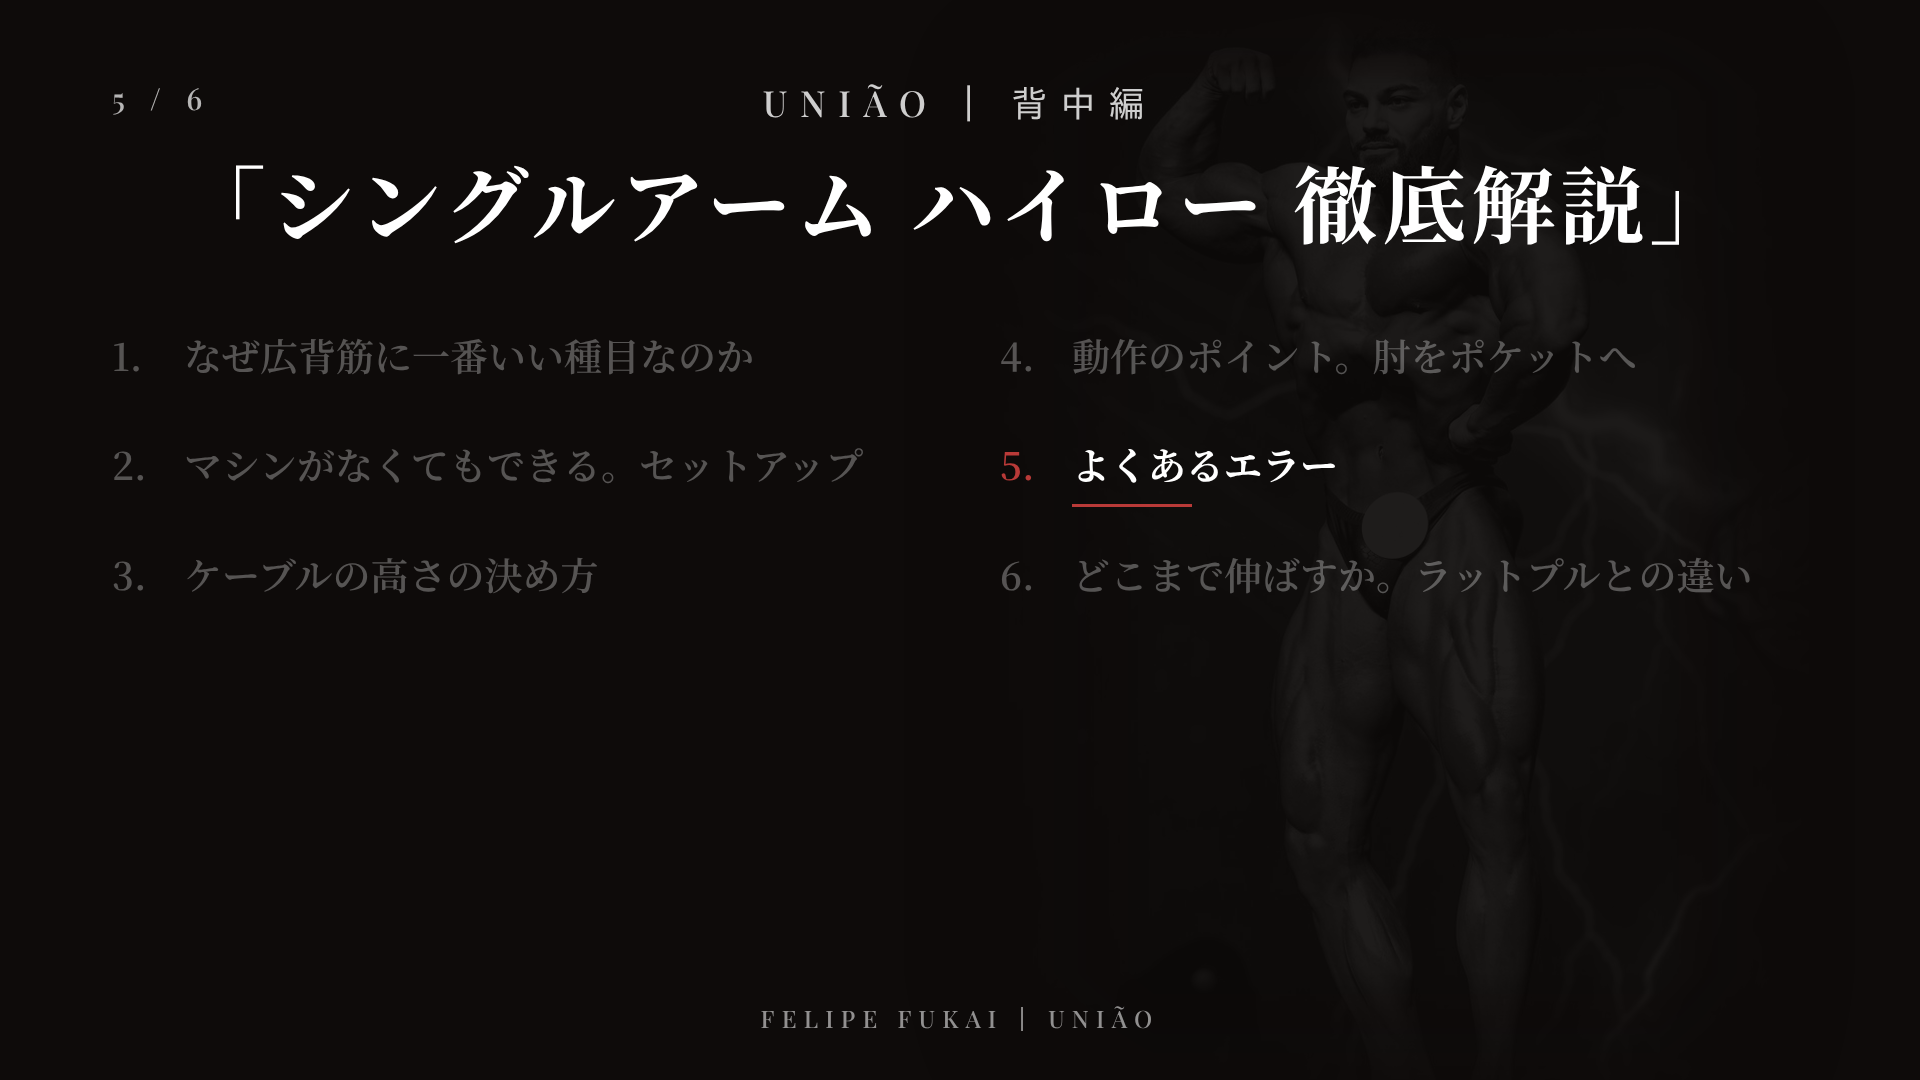 5 / 6
UNIÃO | 背中編
「シングルアーム ハイロー 徹底解説」
1. なぜ広背筋に一番いい種目なのか
2. マシンがなくてもできる。セットアップ
3. ケーブルの高さの決め方
4. 動作のポイント。肘をポケットへ
5. よくあるエラー
6. どこまで伸ばすか。ラットプルとの違い
FELIPE FUKAI | UNIÃO